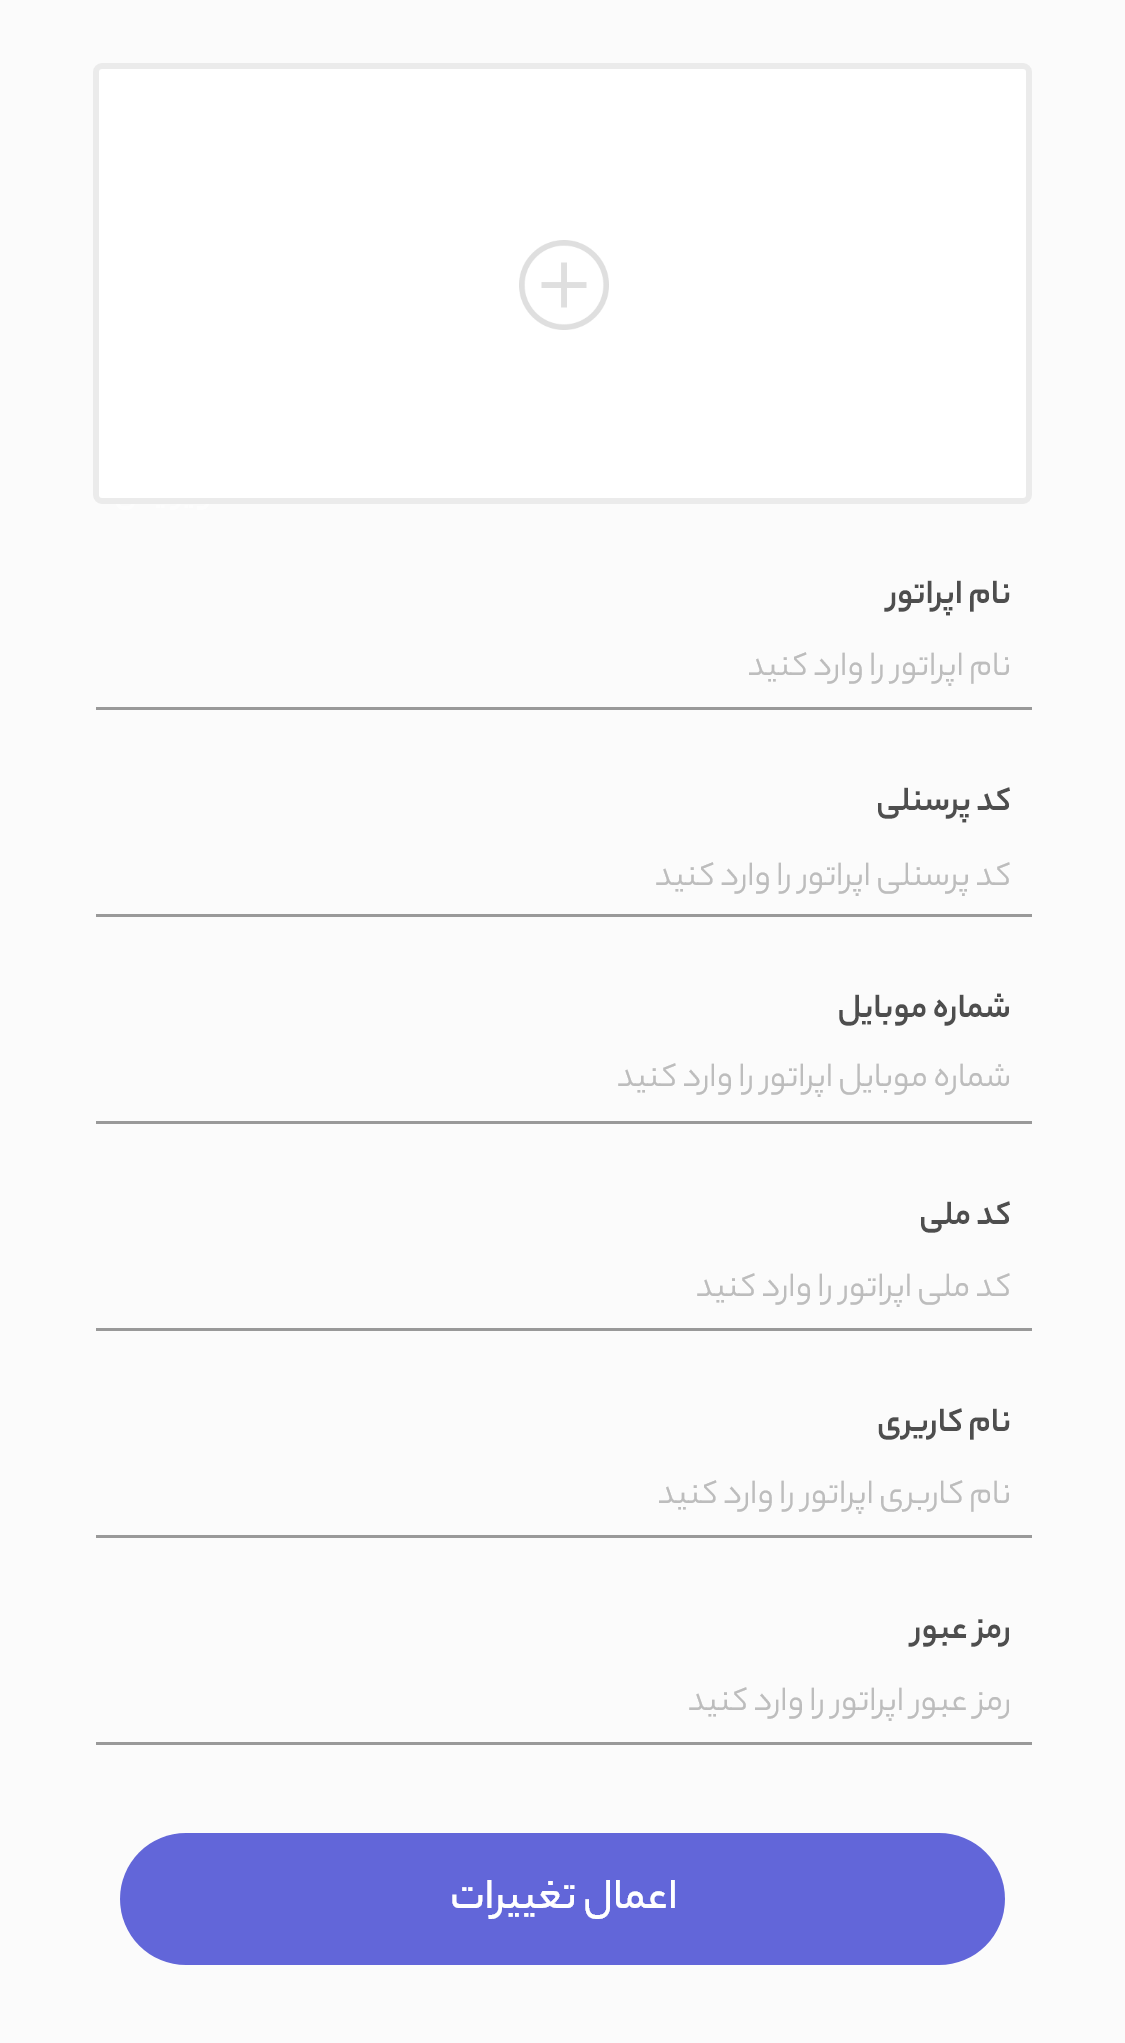 نام اپراتور
نام اپراتور را وارد کنید
کد پرسنلی
کد پرسنلی اپراتور را وارد کنید
شماره موبایل
شماره موبایل اپراتور را وارد کنید
کد ملی
کد ملی اپراتور را وارد کنید
نام کاریری
نام کاربری اپراتور را وارد کنید
رمز عبور
رمز عبور اپراتور را وارد کنید
اعمال تغییرات